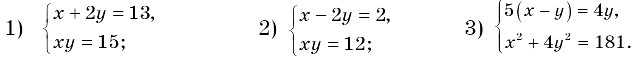 1) { x + 2y = 13, xy = 15;
2) { x − 2y = 2, xy = 12;
3) { 5(x − y) = 4y, x² + 4y² = 181.